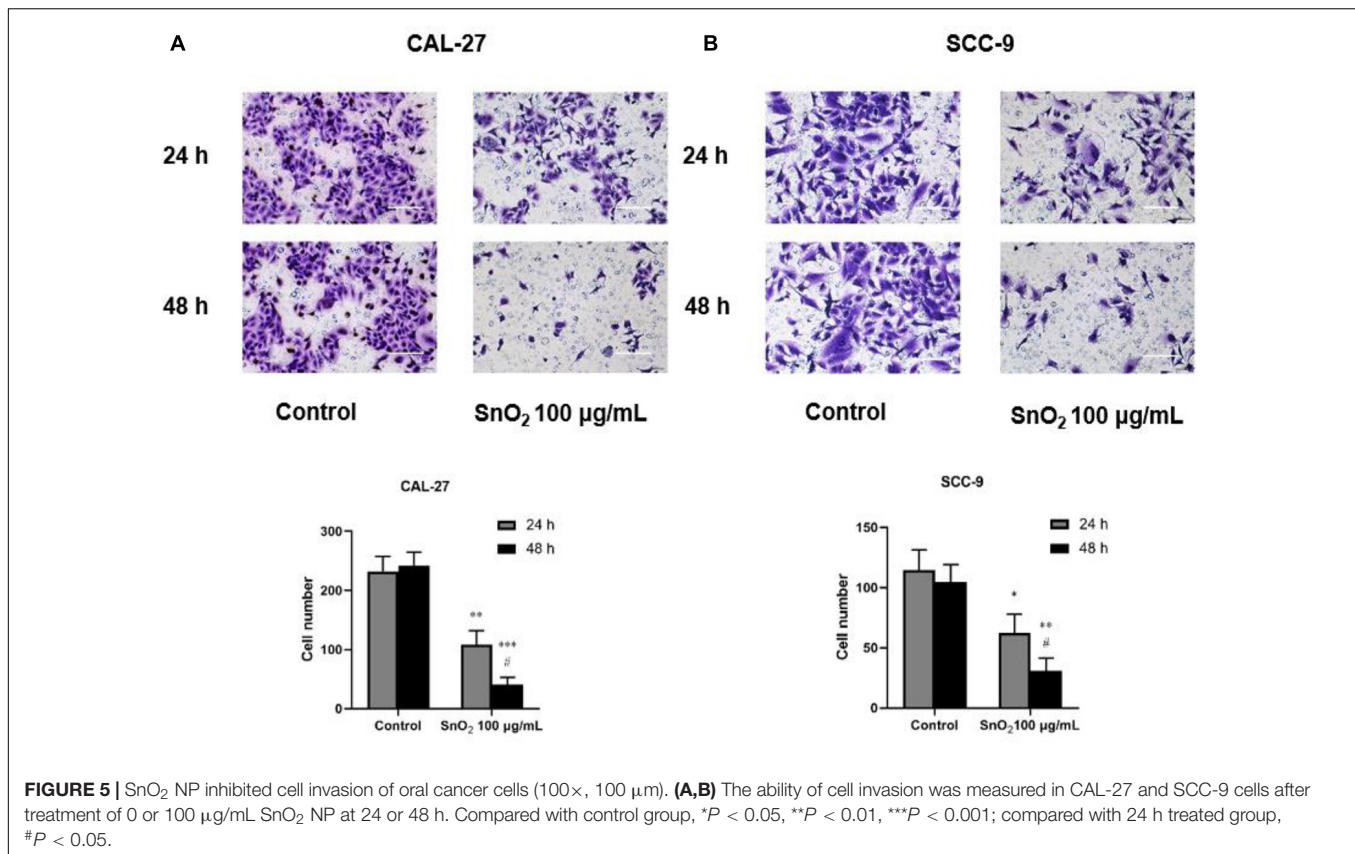 A
CAL-27
B
SCC-9
24 h
24 h
48 h
48 h
Control
SnO₂ 100 µg/mL
Control
SnO₂ 100 µg/mL
CAL-27
24 h
48 h
Cell number
300
200
100
0
**
***
#
Control
SnO₂ 100 µg/mL
SCC-9
24 h
48 h
Cell number
150
100
50
0
*
**
#
Control
SnO₂100 µg/mL
FIGURE 5 | SnO₂ NP inhibited cell invasion of oral cancer cells (100×, 100 µm). (A,B) The ability of cell invasion was measured in CAL-27 and SCC-9 cells after
treatment of 0 or 100 µg/mL SnO₂ NP at 24 or 48 h. Compared with control group, *P < 0.05, **P < 0.01, ***P < 0.001; compared with 24 h treated group,
#P < 0.05.